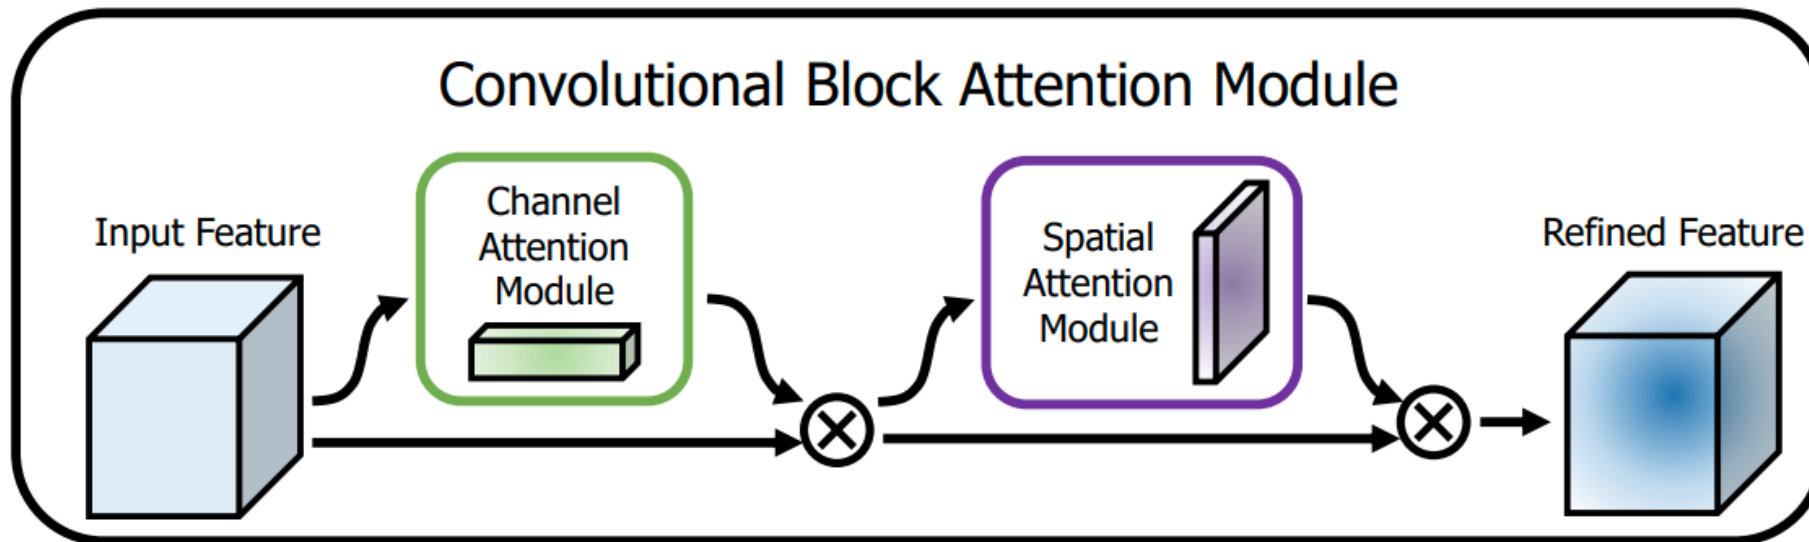 Convolutional Block Attention Module
Input Feature
Channel
Attention
Module
Spatial
Attention
Module
Refined Feature